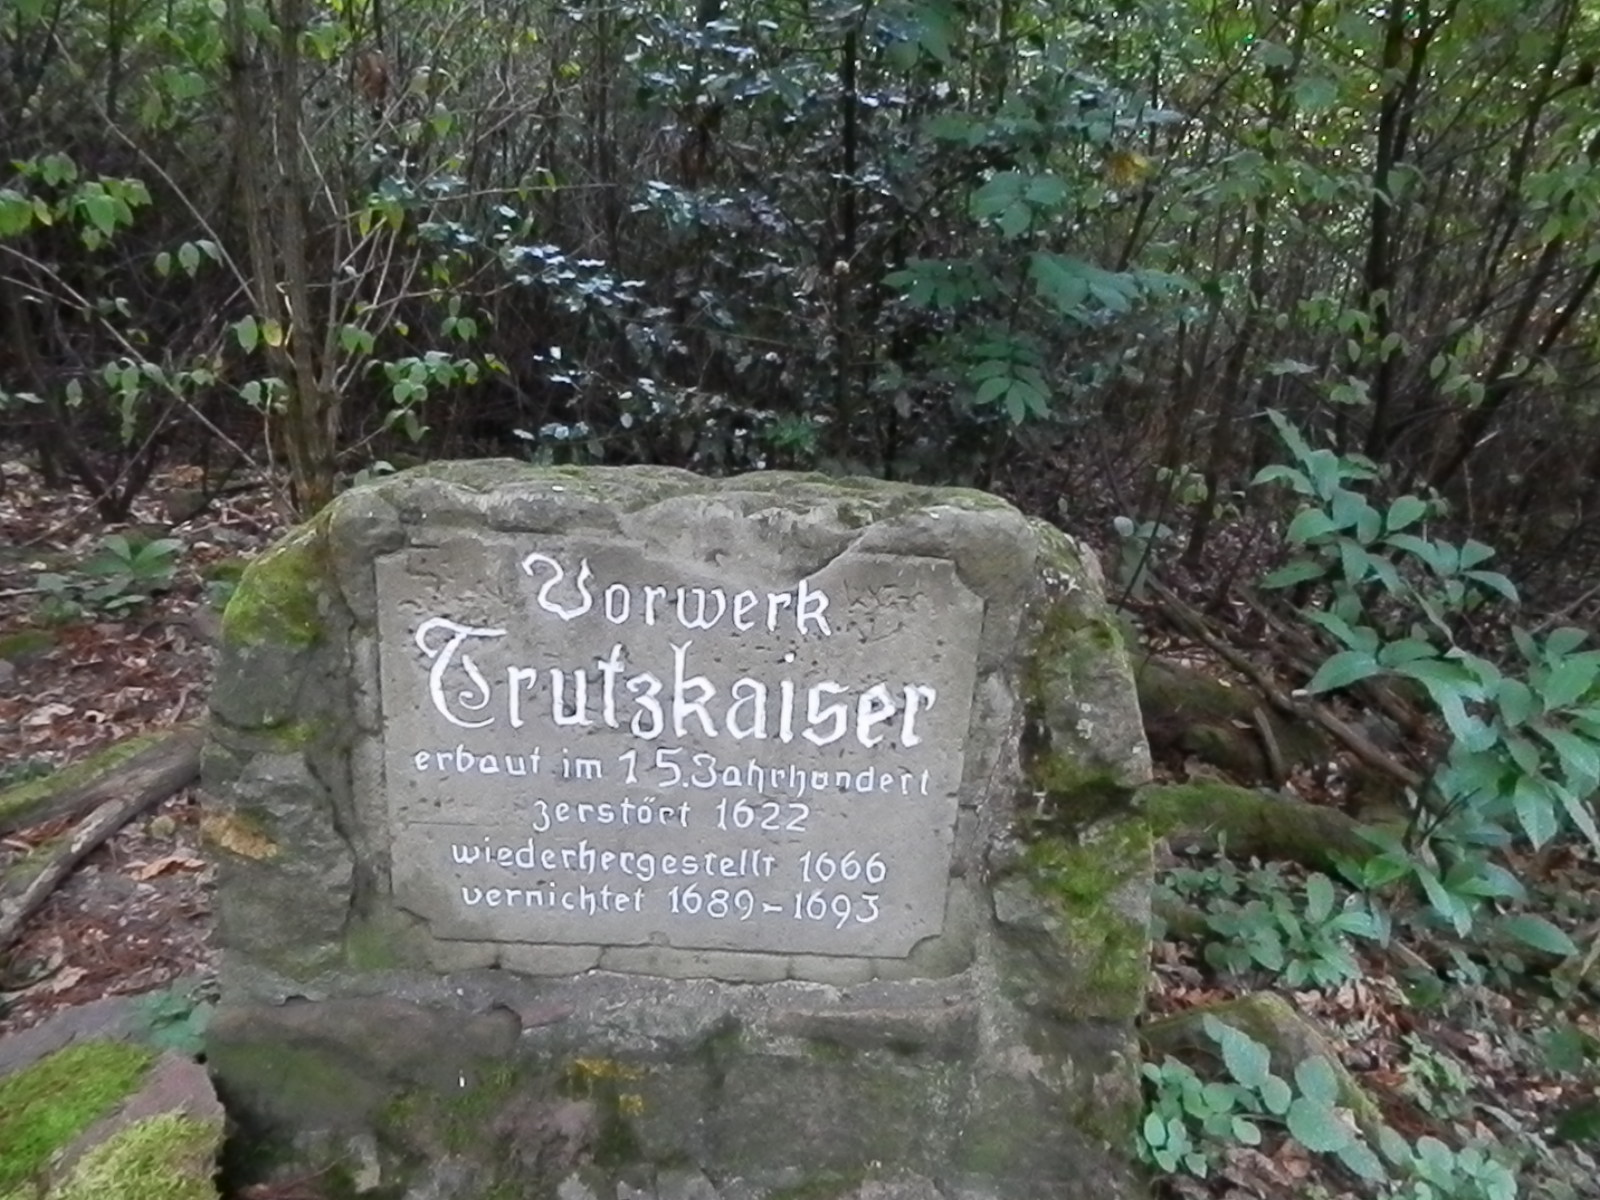 Vorwerk
Trutzkaiser
erbaut im 15. Jahrhundert
zerstört 1622
wiederhergestellt 1666
vernichtet 1689-1693